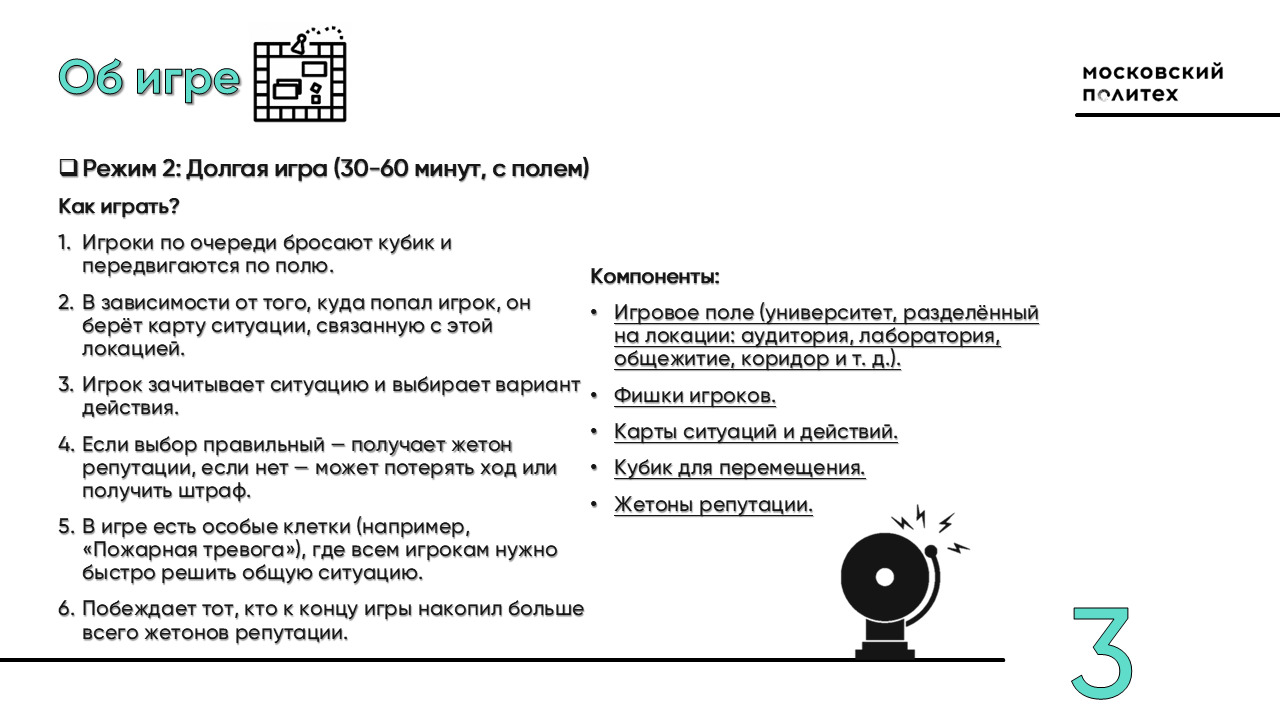 Об игре
московский
политех
❑ Режим 2: Долгая игра (30-60 минут, с полем)
Как играть?
1. Игроки по очереди бросают кубик и
передвигаются по полю.
2. В зависимости от того, куда попал игрок, он
берёт карту ситуации, связанную с этой
локацией.
3. Игрок зачитывает ситуацию и выбирает вариант
действия.
4. Если выбор правильный — получает жетон
репутации, если нет — может потерять ход или
получить штраф.
5. В игре есть особые клетки (например,
«Пожарная тревога»), где всем игрокам нужно
быстро решить общую ситуацию.
6. Побеждает тот, кто к концу игры накопил больше
всего жетонов репутации.
Компоненты:
• Игровое поле (университет, разделённый
на локации: аудитория, лаборатория,
общежитие, коридор и т. д.).
• Фишки игроков.
• Карты ситуаций и действий.
• Кубик для перемещения.
• Жетоны репутации.
3